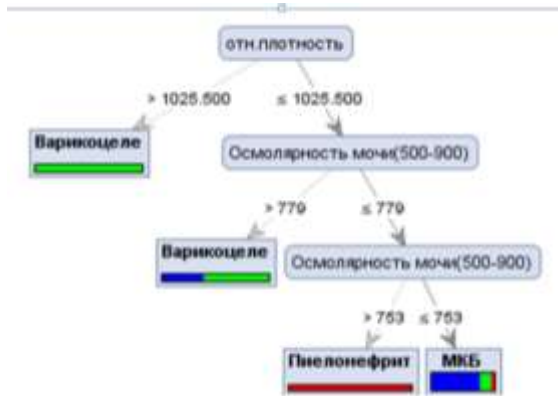 отн.плотность
> 1025.500 ≤ 1025.500
Варикоцеле
Осмолярность мочи(500-900)
> 779 ≤ 779
Варикоцеле
Осмолярность мочи(500-900)
> 753 ≤ 753
Пиелонефрит МКБ